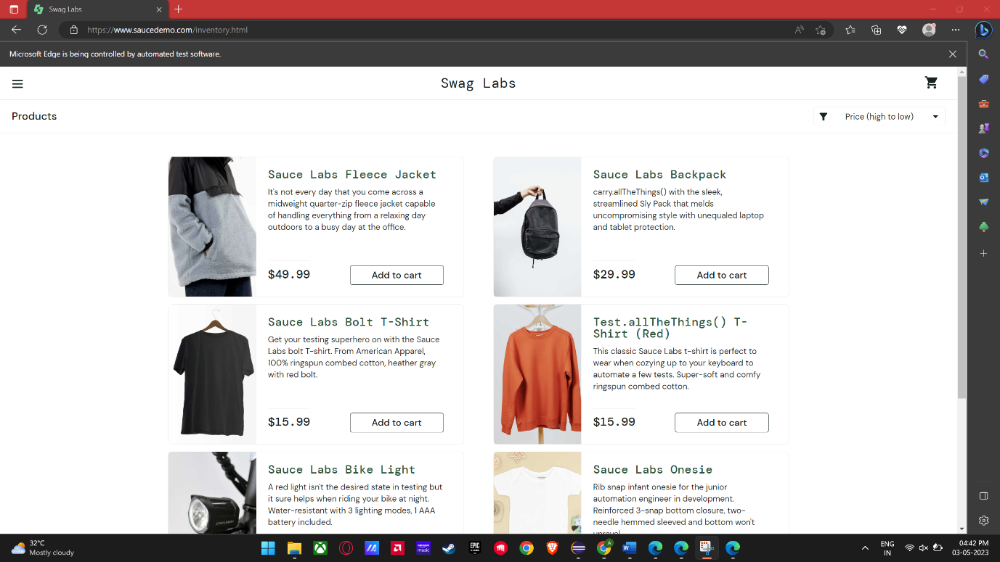 Swag Labs
https://www.saucedemo.com/inventory.html
Microsoft Edge is being controlled by automated test software.
Swag Labs
Products
Price (high to low)
Sauce Labs Fleece Jacket
It's not every day that you come across a
midweight quarter-zip fleece jacket capable
of handling everything from a relaxing day
outdoors to a busy day at the office.
$49.99
Add to cart
Sauce Labs Backpack
carry.allTheThings() with the sleek,
streamlined Sly Pack that melds
uncompromising style with unequaled laptop
and tablet protection.
$29.99
Add to cart
Sauce Labs Bolt T-Shirt
Get your testing superhero on with the Sauce
Labs bolt T-shirt. From American Apparel,
100% ringspun combed cotton, heather gray
with red bolt.
$15.99
Add to cart
Test.allTheThings() T-
Shirt (Red)
This classic Sauce Labs t-shirt is perfect to
wear when cozying up to your keyboard to
automate a few tests. Super-soft and comfy
ringspun combed cotton.
$15.99
Add to cart
Sauce Labs Bike Light
A red light isn't the desired state in testing but
it sure helps when riding your bike at night.
Water-resistant with 3 lighting modes, 1 AAA
battery included.
Sauce Labs Onesie
Rib snap infant onesie for the junior
automation engineer in development.
Reinforced 3-snap bottom closure, two-
needle hemmed sleeved and bottom won't
unravel.
32°C
Mostly cloudy
amazon
music
EPIC
GAMES
A
W
ENG
IN
04:42 PM
03-05-2023